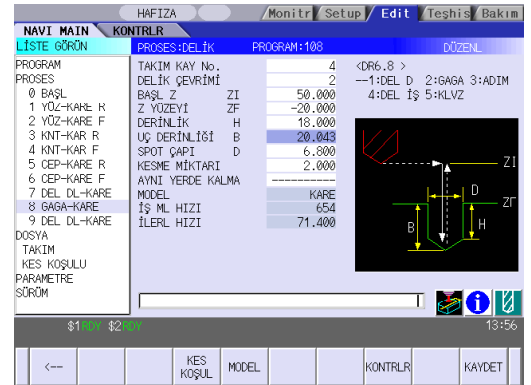 HAFIZA
Monitr Setup Edit Teşhis Bakım
NAVI MAIN KONTRLR
LİSTE GÖRÜN PROSES:DELİK PROGRAM:108 DÜZENL
PROGRAM
PROSES
0 BAŞL
1 YÜZ-KARE R
2 YÜZ-KARE F
3 KNT-KAR R
4 KNT-KAR F
5 CEP-KARE R
6 CEP-KARE F
7 DEL DL-KARE
8 GAGA-KARE
9 DEL DL-KARE
DOSYA
TAKIM
KES KOŞULU
PARAMETRE
SÜRÜM
TAKIM KAY No. 4
DELİK ÇEVRİMİ 2
BAŞL Z ZI 50.000
Z YÜZEYİ ZF -20.000
DERİNLİK H 18.000
UÇ DERİNLİĞİ B 20.043
SPOT ÇAPI D 6.800
KESME MİKTARI 2.000
AYNI YERDE KALMA ----------
MODEL KARE
İŞ ML HIZI 654
İLERL HIZI 71.400
<DR6.8 >
--1:DEL D 2:GAGA 3:ADIM
4:DEL İŞ 5:KLVZ
ZI
D
ZF
B
H
$1 RDY $2 RDY 13:56
<-- KES KOŞUL MODEL KONTRLR KAYDET